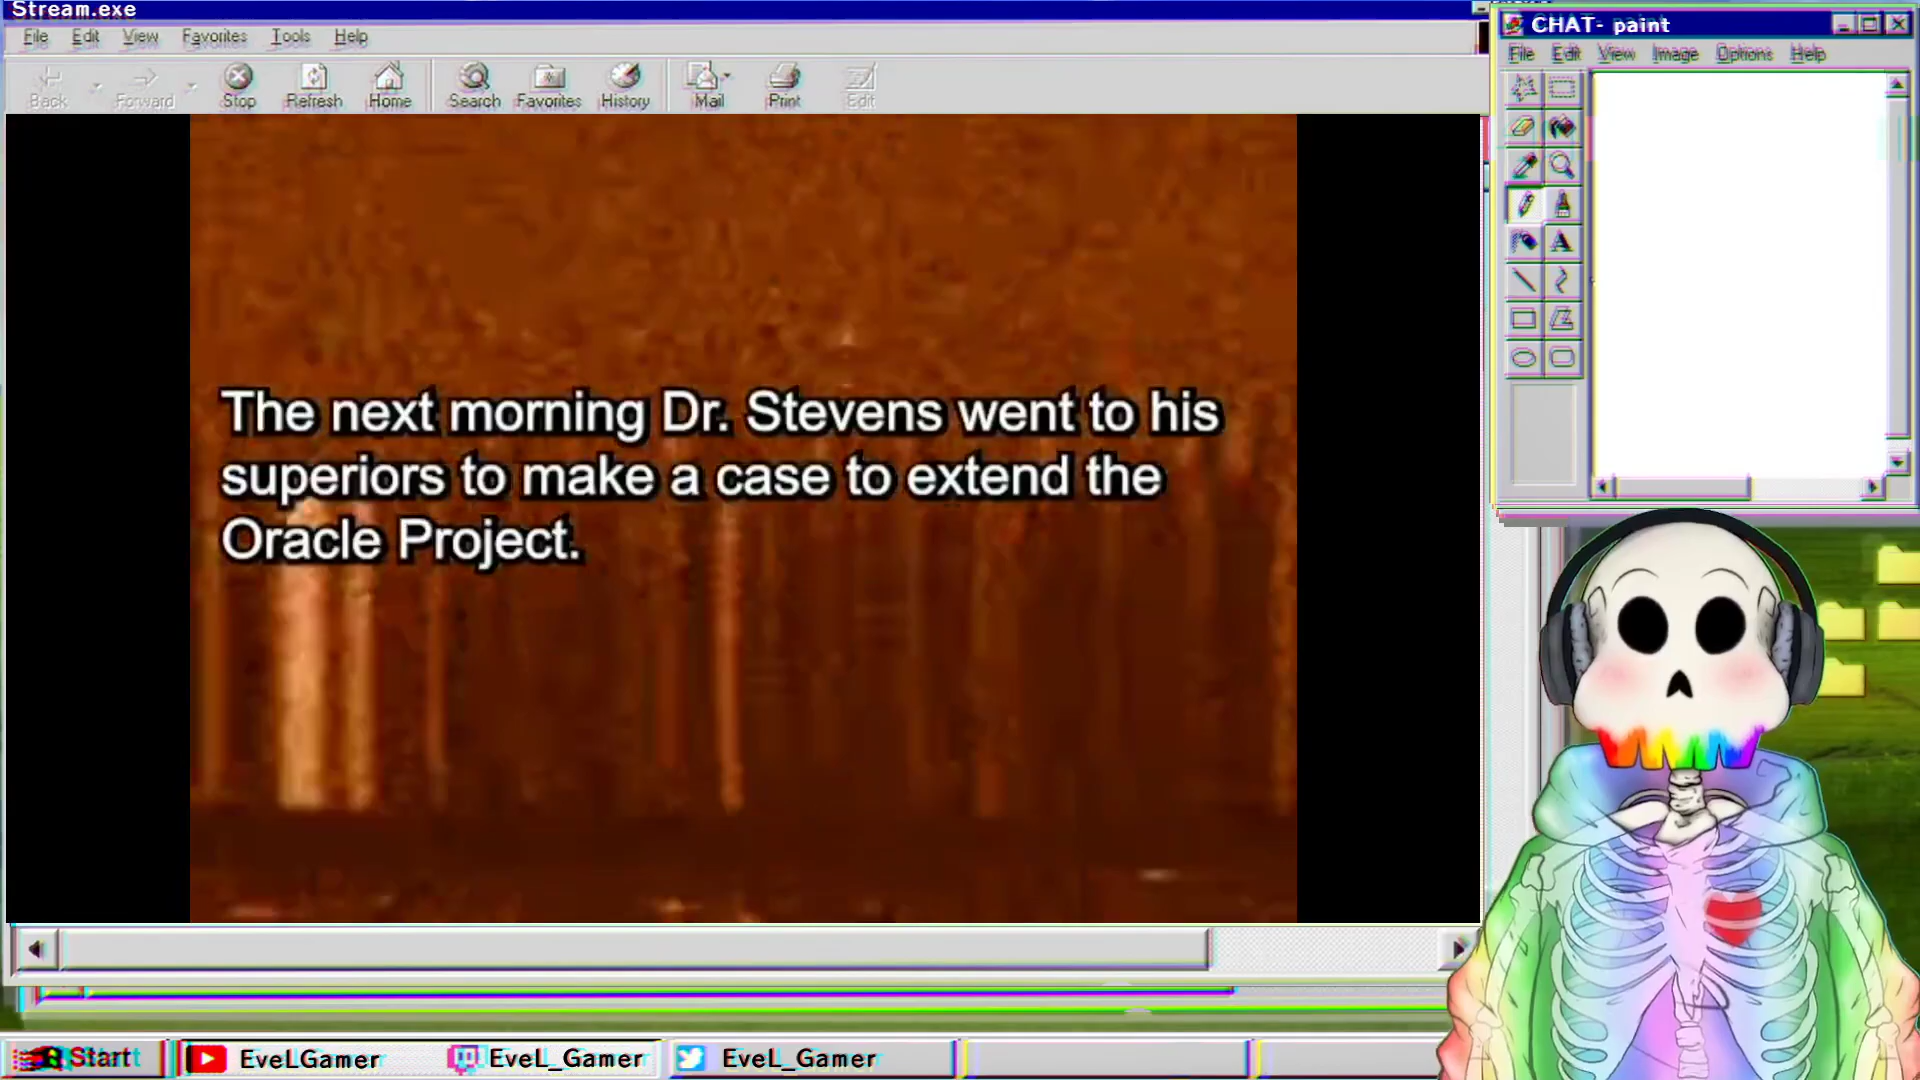 Stream.exe
File Edit View Favorites Tools Help
Back Forward Stop Refresh Home Search Favorites History Mail Print Edit
CHAT- paint
File Edit View Image Options Help
A
The next morning Dr. Stevens went to his
superiors to make a case to extend the
Oracle Project.
Start EveLGamer EveL_Gamer EveL_Gamer